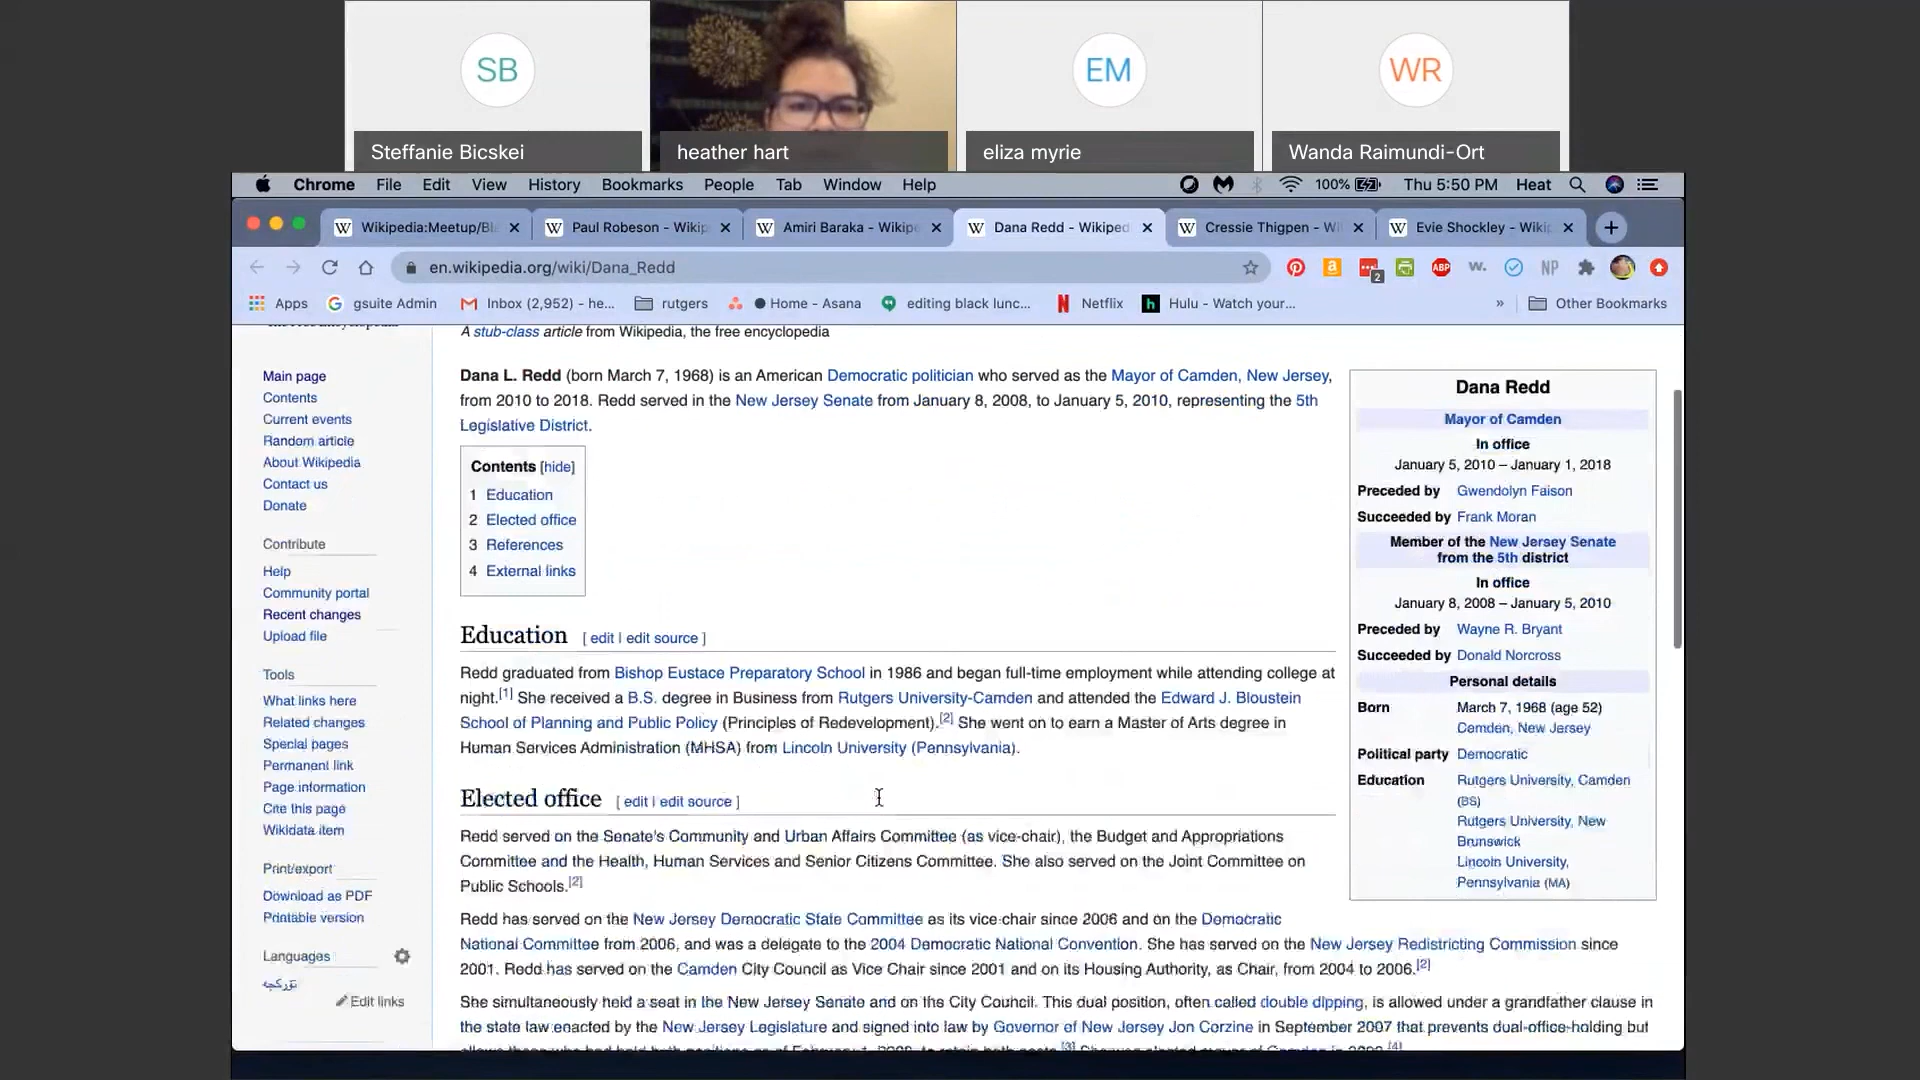 SB
EM
WR
Steffanie Bicskei
heather hart
eliza myrie
Wanda Raimundi-Ort
Chrome File Edit View History Bookmarks People Tab Window Help
100% Thu 5:50 PM Heat
Wikipedia:Meetup/Bl
Paul Robeson - Wikip
Amiri Baraka - Wikipe
Dana Redd - Wikiped
Cressie Thigpen - Wi
Evie Shockley - Wikip
en.wikipedia.org/wiki/Dana_Redd
2 ABP w. NP
Apps gsuite Admin Inbox (2,952) - he... rutgers Home - Asana editing black lunc... Netflix Hulu - Watch your... » Other Bookmarks
A stub-class article from Wikipedia, the free encyclopedia
Main page
Contents
Current events
Random article
About Wikipedia
Contact us
Donate
Contribute
Help
Community portal
Recent changes
Upload file
Tools
What links here
Related changes
Special pages
Permanent link
Page information
Cite this page
Wikidata item
Print/export
Download as PDF
Printable version
Languages
تۆرکجه
Edit links
Dana L. Redd (born March 7, 1968) is an American Democratic politician who served as the Mayor of Camden, New Jersey,
from 2010 to 2018. Redd served in the New Jersey Senate from January 8, 2008, to January 5, 2010, representing the 5th
Legislative District.
Contents [hide]
1 Education
2 Elected office
3 References
4 External links
Education [ edit | edit source ]
Redd graduated from Bishop Eustace Preparatory School in 1986 and began full-time employment while attending college at
night.[1] She received a B.S. degree in Business from Rutgers University-Camden and attended the Edward J. Bloustein
School of Planning and Public Policy (Principles of Redevelopment).[2] She went on to earn a Master of Arts degree in
Human Services Administration (MHSA) from Lincoln University (Pennsylvania).
Elected office [ edit | edit source ]
Redd served on the Senate's Community and Urban Affairs Committee (as vice-chair), the Budget and Appropriations
Committee and the Health, Human Services and Senior Citizens Committee. She also served on the Joint Committee on
Public Schools.[2]
Redd has served on the New Jersey Democratic State Committee as its vice chair since 2006 and on the Democratic
National Committee from 2006, and was a delegate to the 2004 Democratic National Convention. She has served on the New Jersey Redistricting Commission since
2001. Redd has served on the Camden City Council as Vice Chair since 2001 and on its Housing Authority, as Chair, from 2004 to 2006.[2]
She simultaneously held a seat in the New Jersey Senate and on the City Council. This dual position, often called double dipping, is allowed under a grandfather clause in
the state law enacted by the New Jersey Legislature and signed into law by Governor of New Jersey Jon Corzine in September 2007 that prevents dual-office-holding but
Dana Redd
Mayor of Camden
In office
January 5, 2010 – January 1, 2018
Preceded by Gwendolyn Faison
Succeeded by Frank Moran
Member of the New Jersey Senate
from the 5th district
In office
January 8, 2008 – January 5, 2010
Preceded by Wayne R. Bryant
Succeeded by Donald Norcross
Personal details
Born March 7, 1968 (age 52)
Camden, New Jersey
Political party Democratic
Education Rutgers University, Camden
(BS)
Rutgers University, New
Brunswick
Lincoln University,
Pennsylvania (MA)